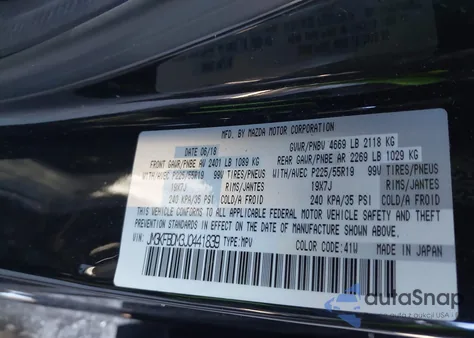 MFD. BY MAZDA MOTOR CORPORATION
DATE 06/18 GVWR/PNBV 4669 LB 2118 KG
FRONT GAWR/PNBE AV 2401 LB 1089 KG REAR GAWR/PNBE AR 2269 LB 1029 KG
WITH/AVEC P225/55R19 99V TIRES/PNEUS WITH/AVEC P225/55R19 99V TIRES/PNEUS
19X7J RIMS/JANTES 19X7J RIMS/JANTES
240 KPA/35 PSI COLD/A FROID 240 KPA/35 PSI COLD/A FROID
THIS VEHICLE CONFORMS TO ALL APPLICABLE FEDERAL MOTOR VEHICLE SAFETY, BUMPER, AND THEFT
PREVENTION STANDARDS IN EFFECT ON THE DATE OF MANUFACTURE SHOWN ABOVE.
VIN: JM3KFBDM3J0441839 TYPE:MPV COLOR CODE:41W MADE IN JAPAN
autoSnap
auta z aukcji USA i